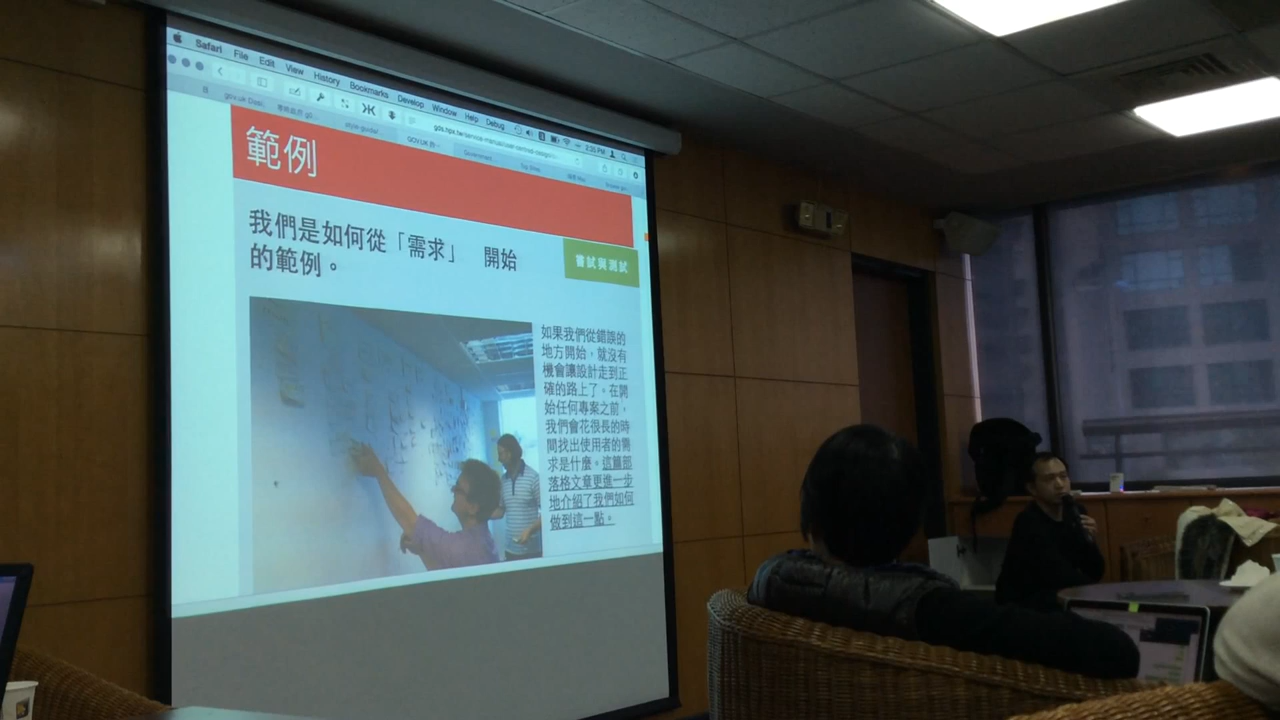 Safari File Edit View History Bookmarks Develop Window Help Debug 2:35 PM
範例
我們是如何從「需求」 開始
的範例。
嘗試與測試
如果我們從錯誤的
地方開始,就沒有
機會讓設計走到正
確的路上了。在開
始任何專案之前,
我們會花很長的時
間找出使用者的需
求是什麼。這篇部
落格文章更進一步
地介紹了我們如何
做到這一點。